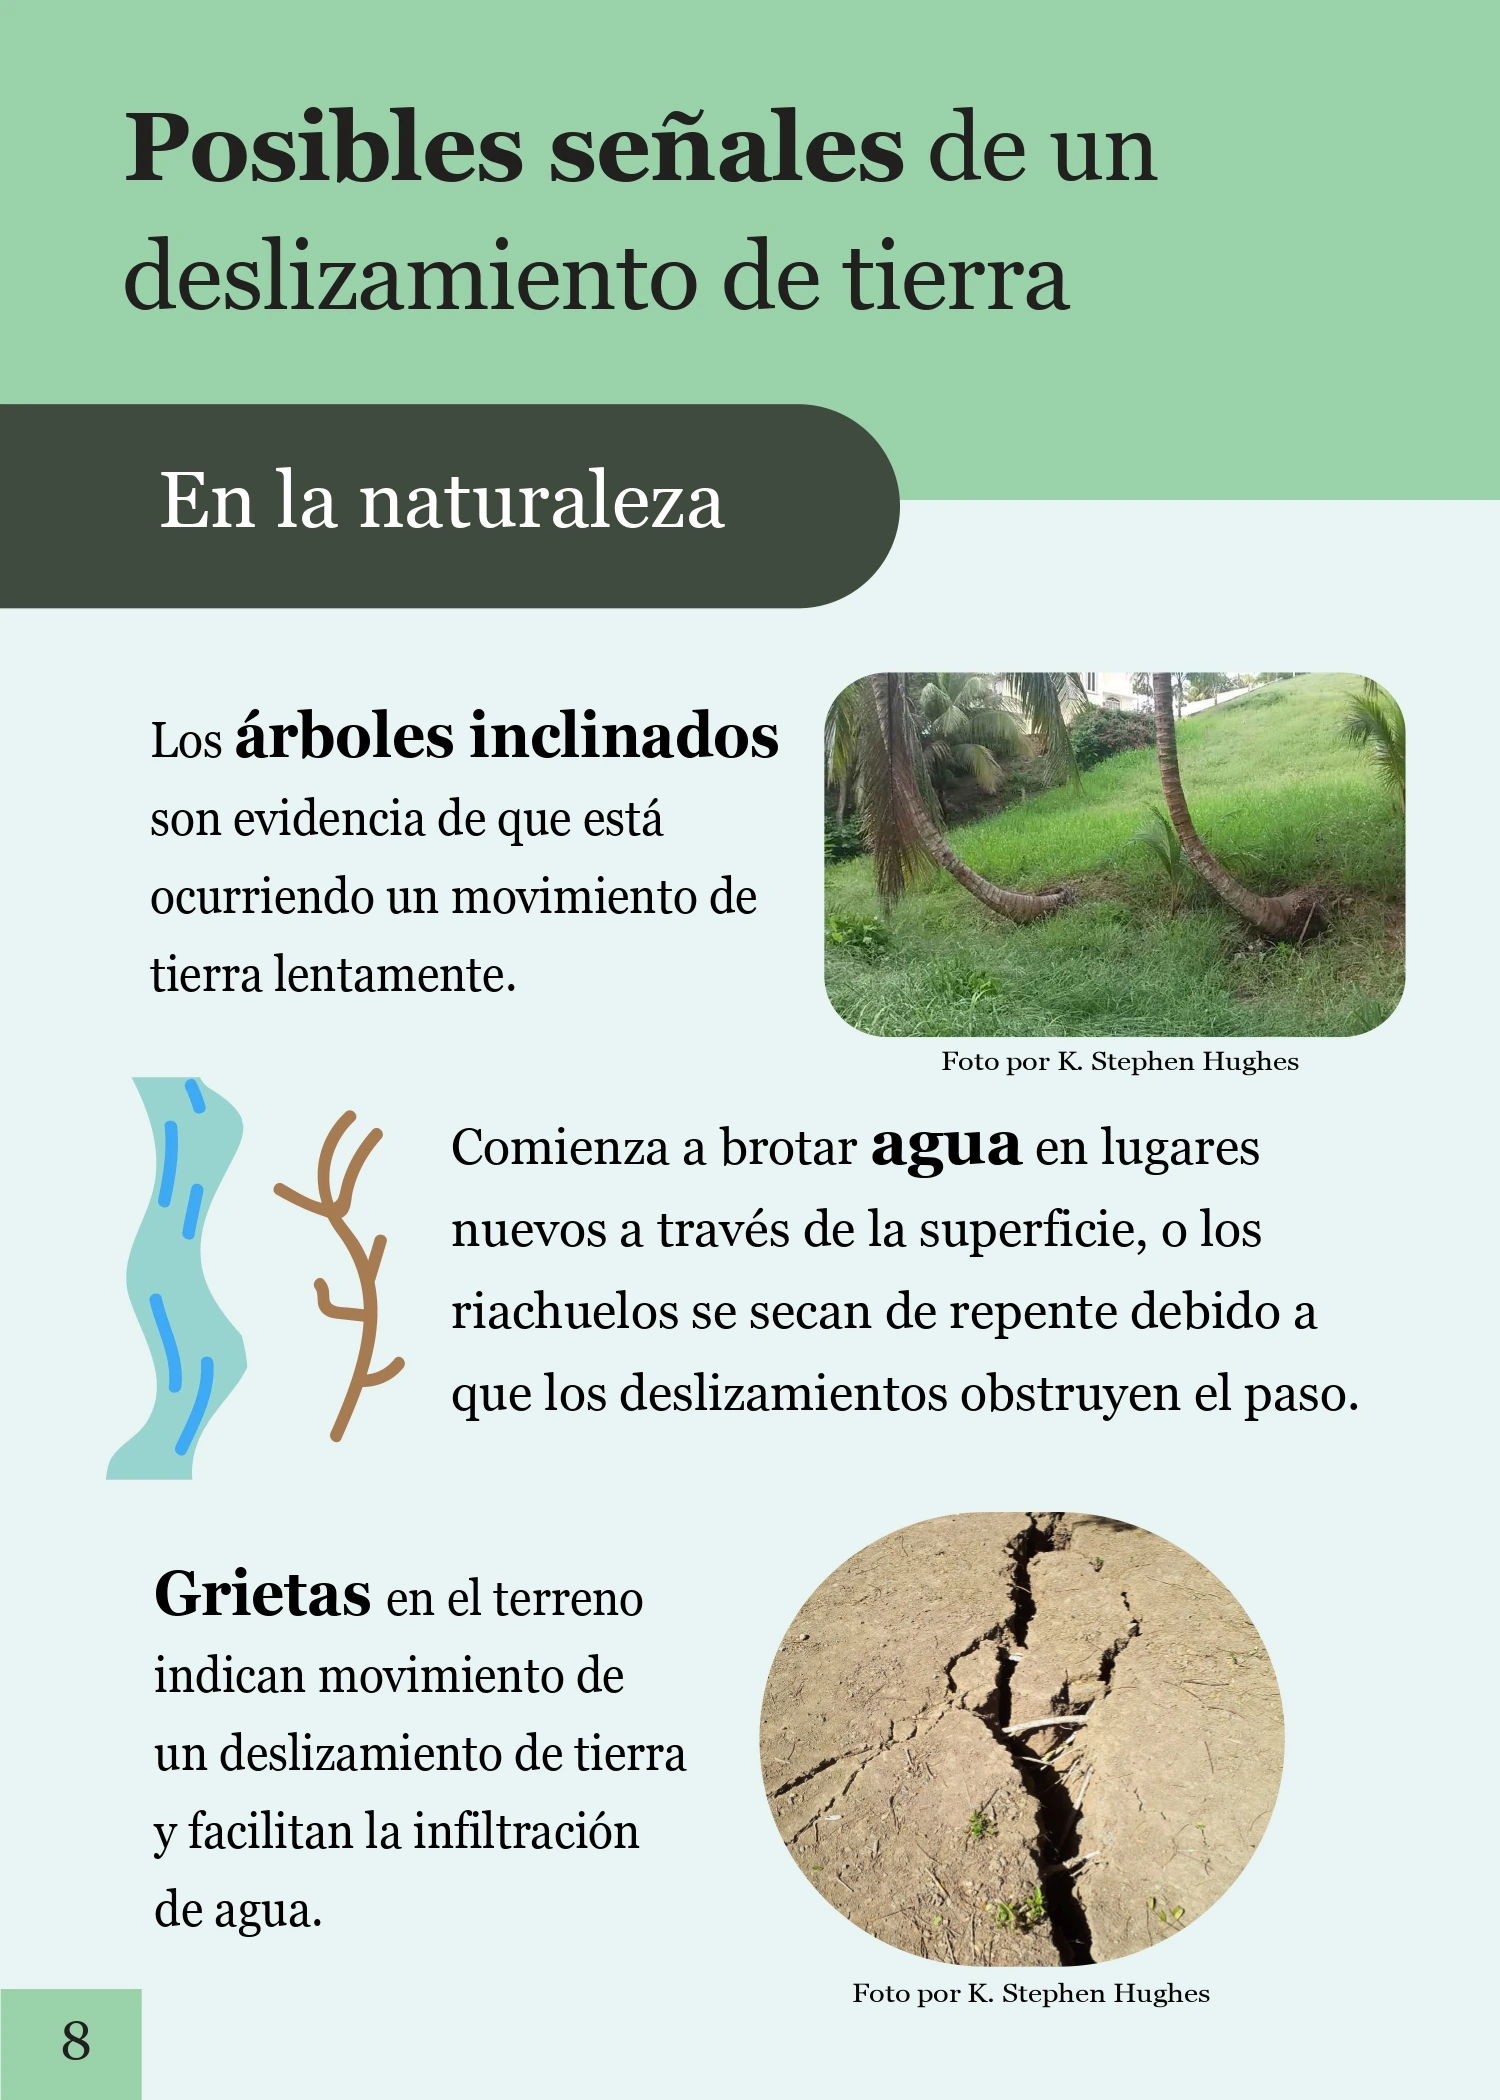 Posibles señales de un
deslizamiento de tierra
En la naturaleza
Los árboles inclinados
son evidencia de que está
ocurriendo un movimiento de
tierra lentamente.
Foto por K. Stephen Hughes
Comienza a brotar agua en lugares
nuevos a través de la superficie, o los
riachuelos se secan de repente debido a
que los deslizamientos obstruyen el paso.
Grietas en el terreno
indican movimiento de
un deslizamiento de tierra
y facilitan la infiltración
de agua.
Foto por K. Stephen Hughes
8